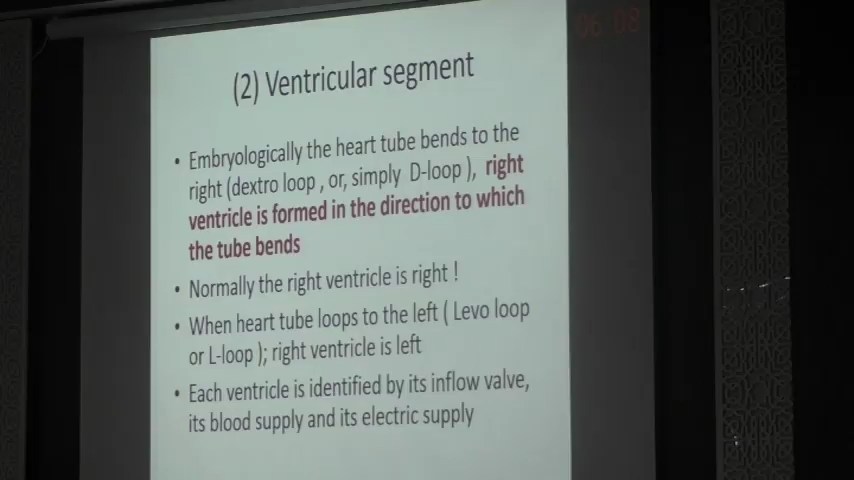 06:08
(2) Ventricular segment
• Embryologically the heart tube bends to the
right (dextro loop , or, simply D-loop ), right
ventricle is formed in the direction to which
the tube bends
• Normally the right ventricle is right !
• When heart tube loops to the left ( Levo loop
or L-loop ); right ventricle is left
• Each ventricle is identified by its inflow valve,
its blood supply and its electric supply